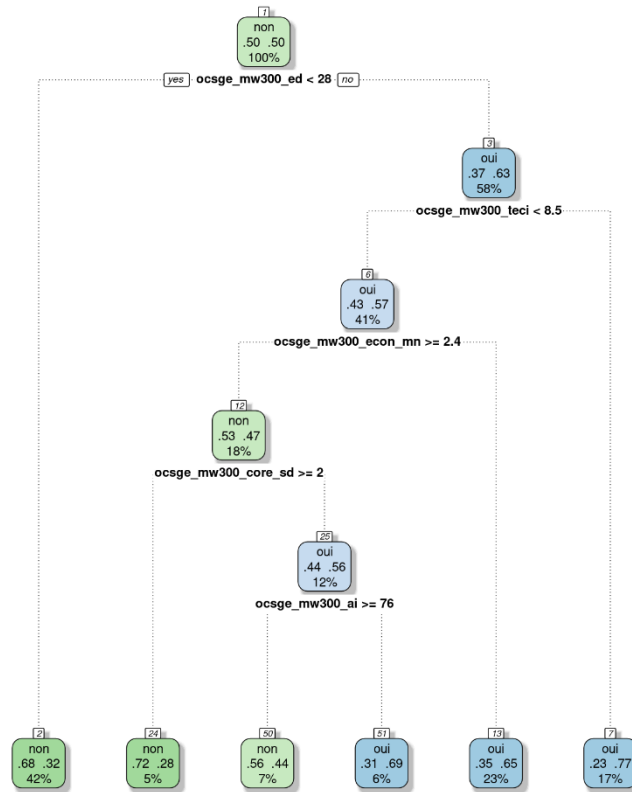 1
non
.50 .50
100%
yes ocsge_mw300_ed < 28 no
3
oui
.37 .63
58%
ocsge_mw300_teci < 8.5
6
oui
.43 .57
41%
ocsge_mw300_econ_mn >= 2.4
12
non
.53 .47
18%
ocsge_mw300_core_sd >= 2
25
oui
.44 .56
12%
ocsge_mw300_ai >= 76
2
non
.68 .32
42%
24
non
.72 .28
5%
50
non
.56 .44
7%
51
oui
.31 .69
6%
13
oui
.35 .65
23%
7
oui
.23 .77
17%